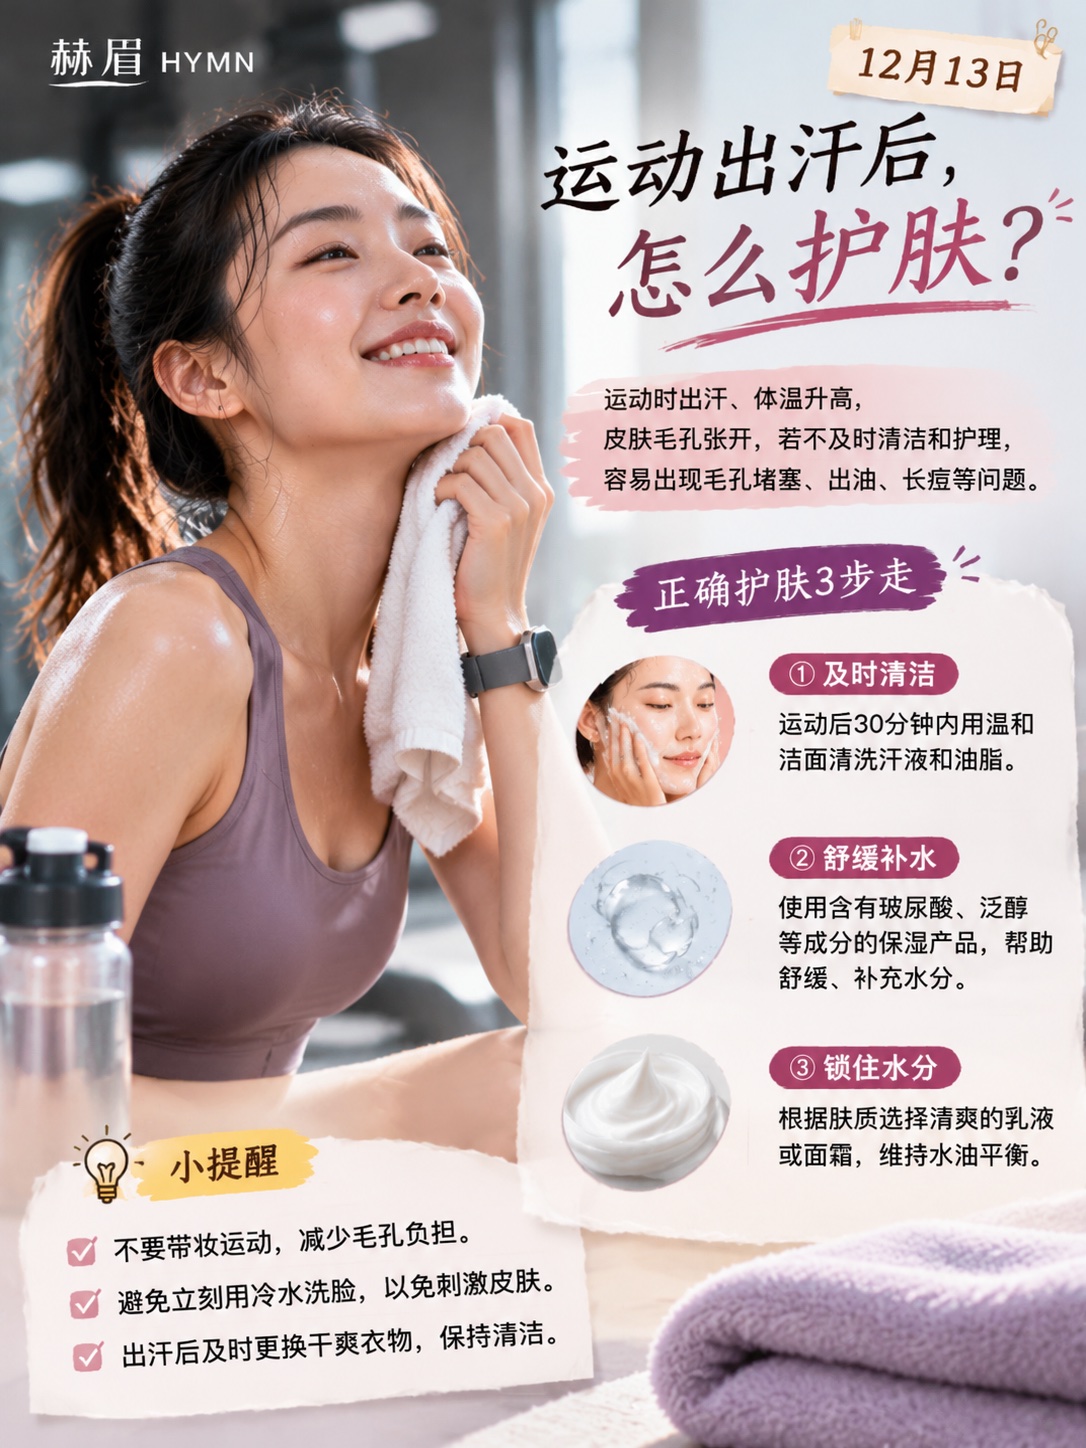 赫眉 HYMN
12月13日
运动出汗后，
怎么护肤？
运动时出汗、体温升高，
皮肤毛孔张开，若不及时清洁和护理，
容易出现毛孔堵塞、出油、长痘等问题。
正确护肤3步走
① 及时清洁
运动后30分钟内用温和
洁面清洗汗液和油脂。
② 舒缓补水
使用含有玻尿酸、泛醇
等成分的保湿产品，帮助
舒缓、补充水分。
③ 锁住水分
根据肤质选择清爽的乳液
或面霜，维持水油平衡。
小提醒
不要带妆运动，减少毛孔负担。
避免立刻用冷水洗脸，以免刺激皮肤。
出汗后及时更换干爽衣物，保持清洁。